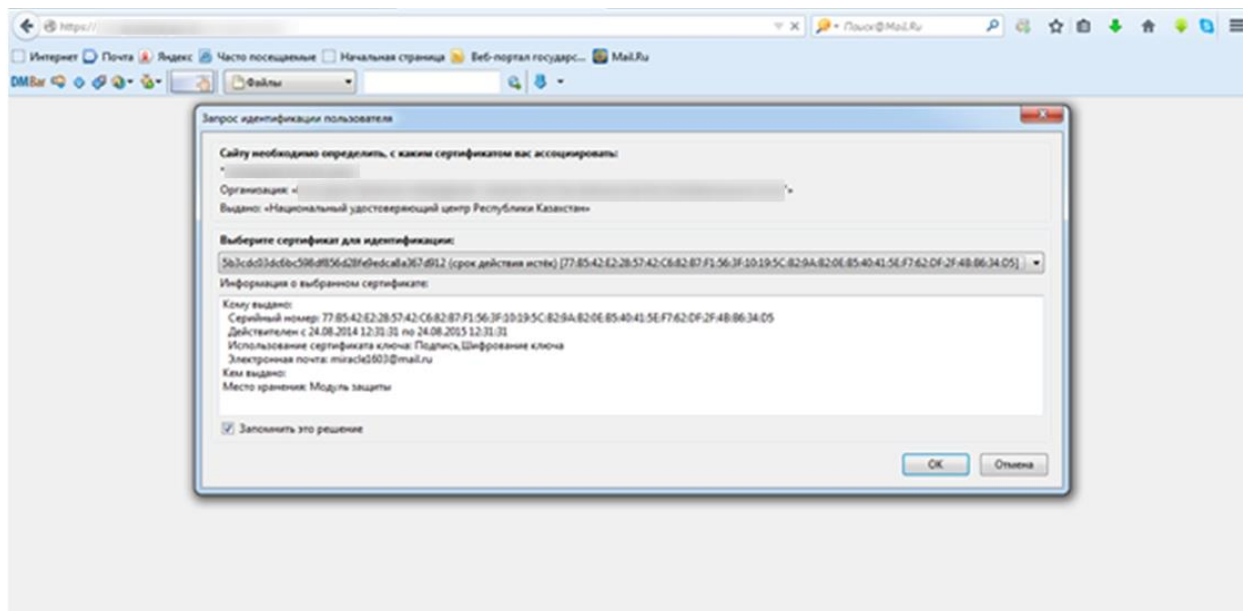 https://
Поиск@Mail.Ru
Интернет Почта Яндекс Часто посещаемые Начальная страница Веб-портал государс... Mail.Ru
DMBar Файлы
Запрос идентификации пользователя
Сайту необходимо определить, с каким сертификатом вас ассоциировать:
Организация: «
Выдано: «Национальный удостоверяющий центр Республики Казахстан»
Выберите сертификат для идентификации:
(срок действия истёк) [77:85:42:E2:28:57:42:C6:82:87:F1:56:3F:10:19:5C:B2:9A:B2:0E:85:40:41:5E:F7:62:DF:2F:4B:B6:34:D5]
Информация о выбранном сертификате:
Кому выдано:
Серийный номер: 77:85:42:E2:28:57:42:C6:82:87:F1:56:3F:10:19:5C:B2:9A:B2:0E:85:40:41:5E:F7:62:DF:2F:4B:B6:34:D5
Действителен с 24.08.2014 12:31:31 по 24.08.2015 12:31:31
Использование сертификата ключа: Подпись,Шифрование ключа
Электронная почта: miracle1603@mail.ru
Кем выдано:
Место хранения: Модуль защиты
Запомнить это решение
OK Отмена